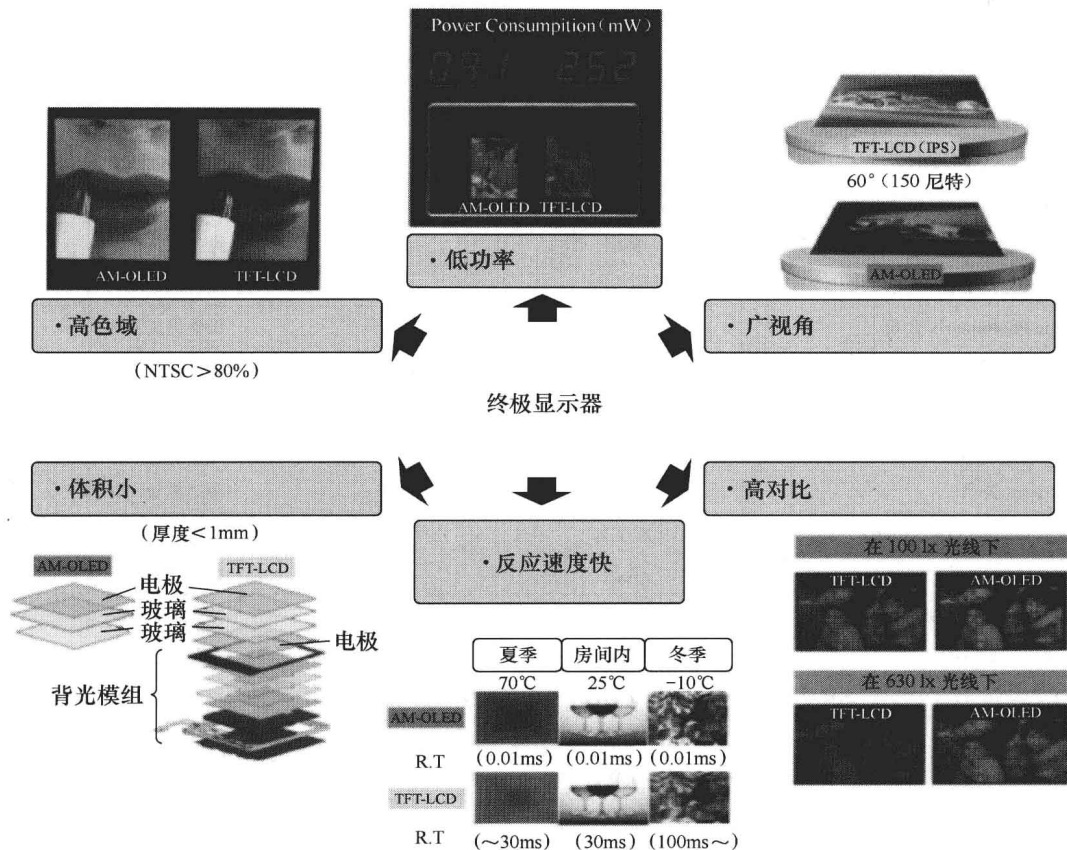 Power Consumpition (mW)
AM-OLED TFT-LCD
·低功率
AM-OLED TFT-LCD
·高色域
(NTSC>80%)
TFT-LCD (IPS)
60° (150 尼特)
AM-OLED
·广视角
终极显示器
·体积小
(厚度<1mm)
AM-OLED TFT-LCD
电极
玻璃
玻璃
电极
背光模组
·反应速度快
夏季 房间内 冬季
70℃ 25℃ -10℃
AM-OLED
R.T (0.01ms) (0.01ms) (0.01ms)
TFT-LCD
R.T (~30ms) (30ms) (100ms~)
·高对比
在 100 lx 光线下
TFT-LCD AM-OLED
在 630 lx 光线下
TFT-LCD AM-OLED